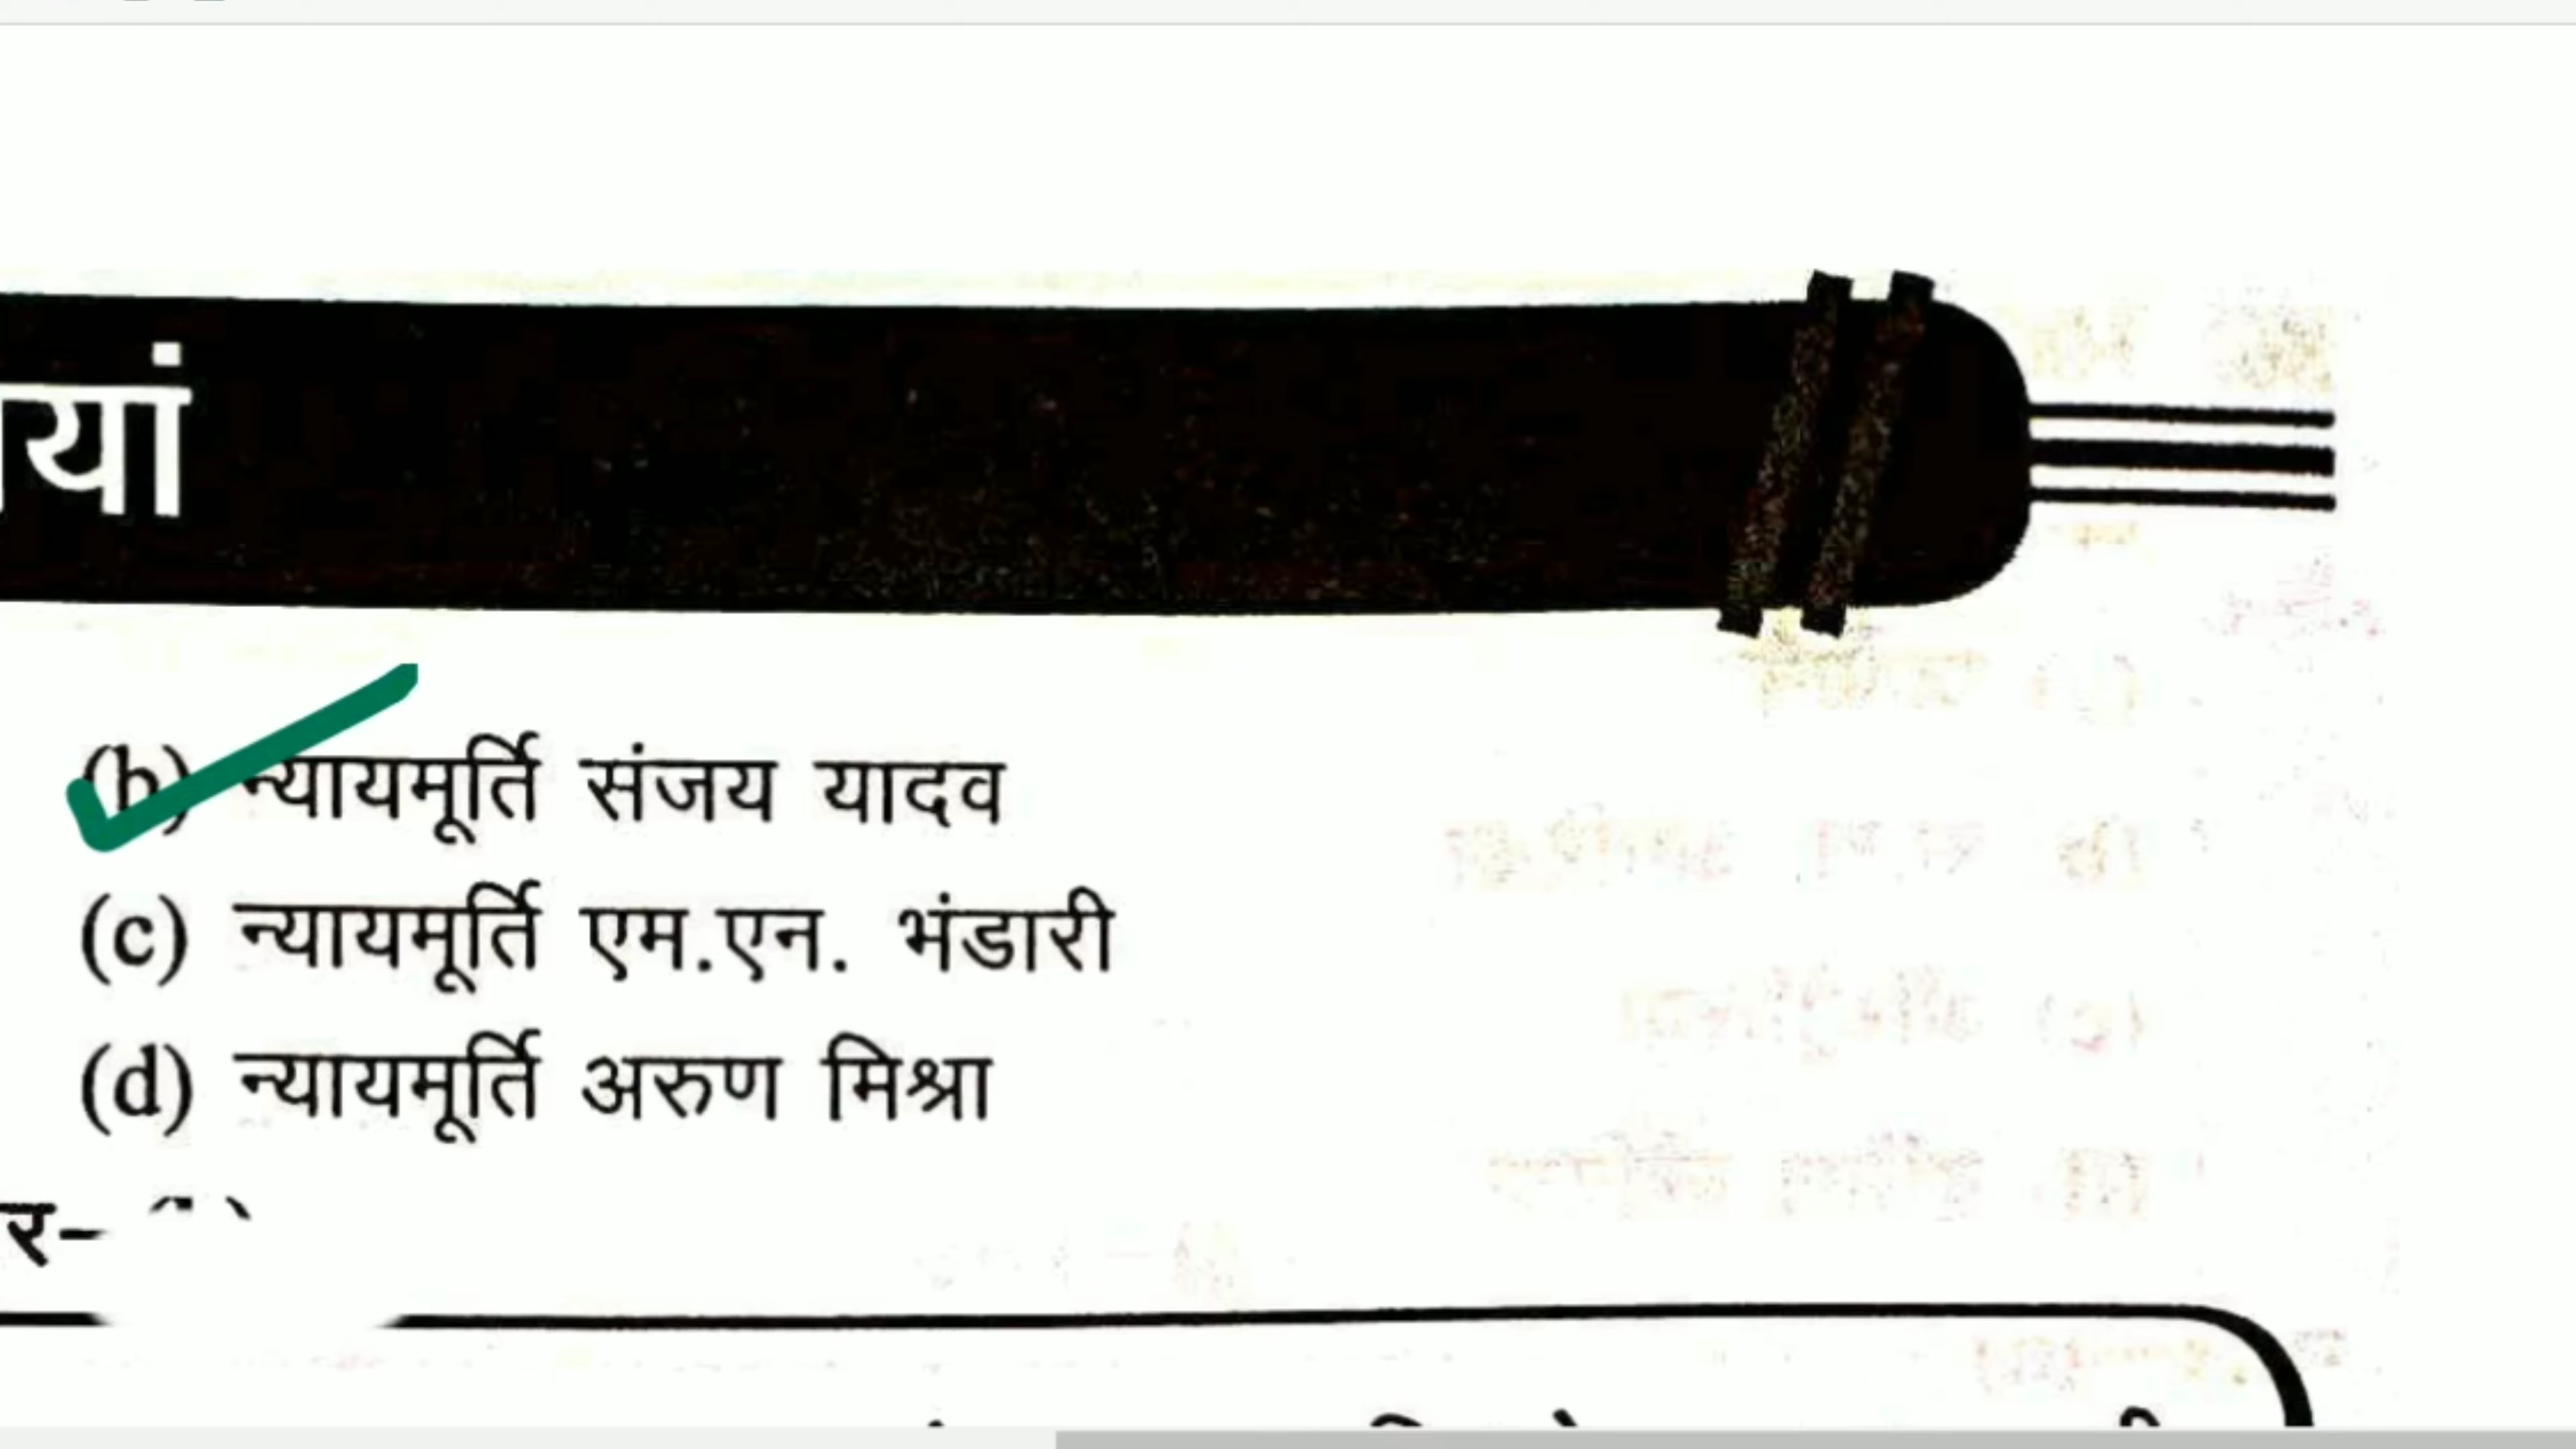 यां
(b) न्यायमूर्ति संजय यादव
(c) न्यायमूर्ति एम.एन. भंडारी
(d) न्यायमूर्ति अरुण मिश्रा
र–